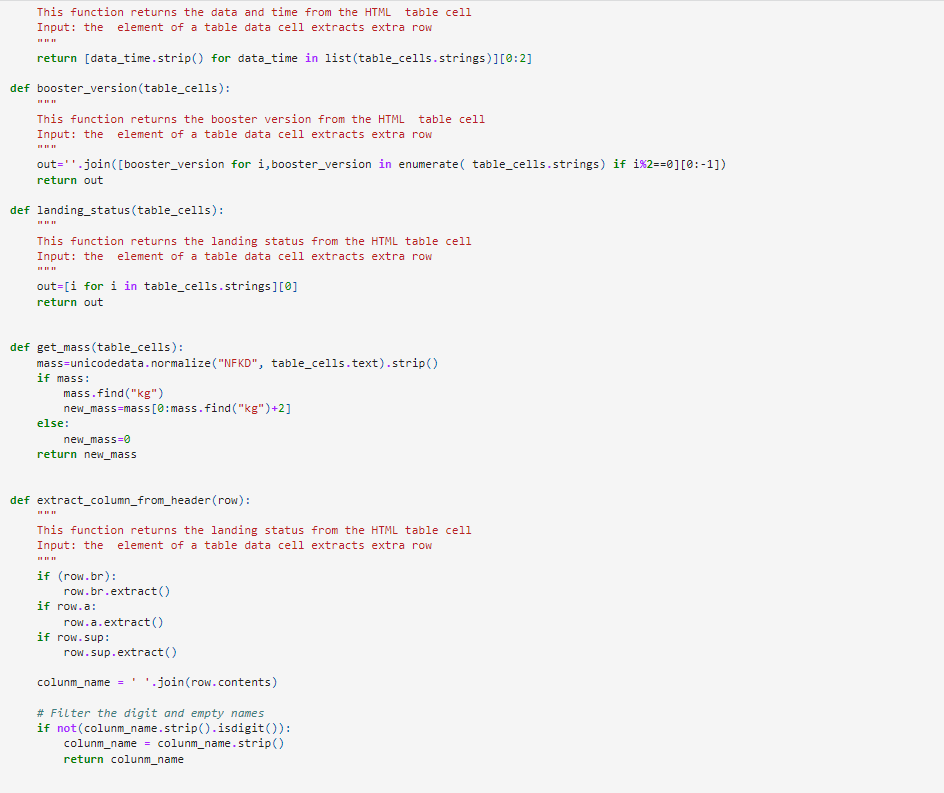 This function returns the data and time from the HTML  table cell
Input: the  element of a table data cell extracts extra row
"""
return [data_time.strip() for data_time in list(table_cells.strings)][0:2]
def booster_version(table_cells):
"""
This function returns the booster version from the HTML  table cell
Input: the  element of a table data cell extracts extra row
"""
out=''.join([booster_version for i,booster_version in enumerate( table_cells.strings) if i%2==0][0:-1])
return out
def landing_status(table_cells):
"""
This function returns the landing status from the HTML table cell
Input: the  element of a table data cell extracts extra row
"""
out=[i for i in table_cells.strings][0]
return out
def get_mass(table_cells):
mass=unicodedata.normalize("NFKD", table_cells.text).strip()
if mass:
mass.find("kg")
new_mass=mass[0:mass.find("kg")+2]
else:
new_mass=0
return new_mass
def extract_column_from_header(row):
"""
This function returns the landing status from the HTML table cell
Input: the  element of a table data cell extracts extra row
"""
if (row.br):
row.br.extract()
if row.a:
row.a.extract()
if row.sup:
row.sup.extract()
colunm_name = ' '.join(row.contents)
# Filter the digit and empty names
if not(colunm_name.strip().isdigit()):
colunm_name = colunm_name.strip()
return colunm_name